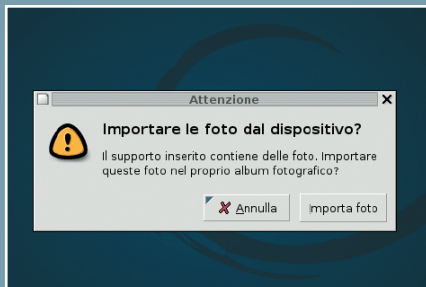 Attenzione
Importare le foto dal dispositivo?
Il supporto inserito contiene delle foto. Importare
queste foto nel proprio album fotografico?
Annulla
Importa foto